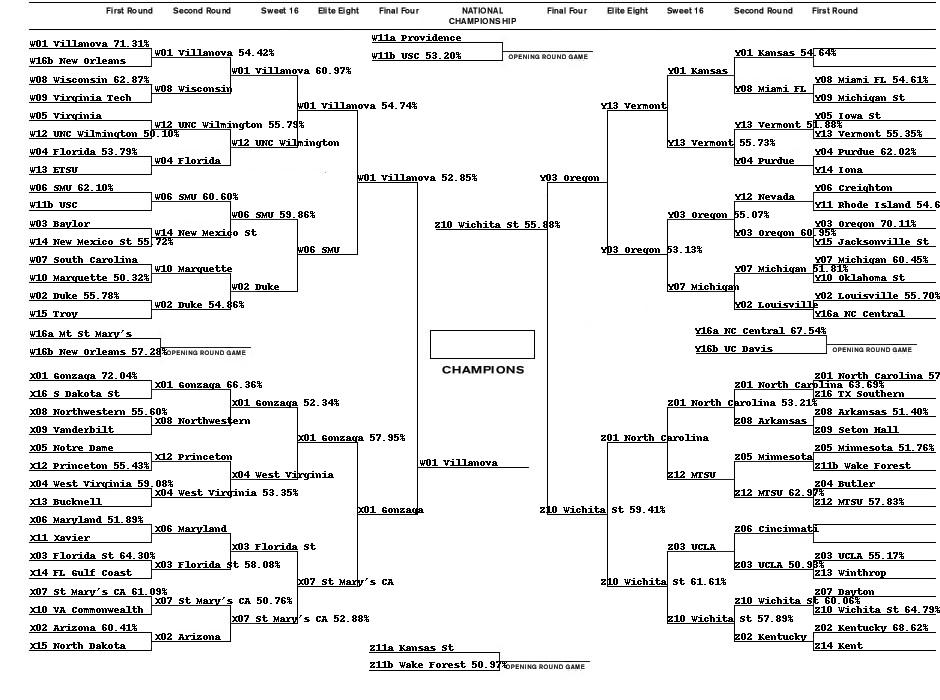 First Round Second Round Sweet 16 Elite Eight Final Four NATIONAL CHAMPIONSHIP Final Four Elite Eight Sweet 16 Second Round First Round
W11a Providence
W11b USC 53.20%
OPENING ROUND GAME
W01 Villanova 71.31%
W16b New Orleans
W08 Wisconsin 62.87%
W09 Virginia Tech
W05 Virginia
W12 UNC Wilmington 50.10%
W04 Florida 53.79%
W13 ETSU
W06 SMU 62.10%
W11b USC
W03 Baylor
W14 New Mexico St 55.72%
W07 South Carolina
W10 Marquette 50.32%
W02 Duke 55.78%
W15 Troy
W01 Villanova 54.42%
W08 Wisconsin
W12 UNC Wilmington 55.79%
W04 Florida
W06 SMU 60.60%
W14 New Mexico St
W10 Marquette
W02 Duke 54.86%
W01 Villanova 60.97%
W12 UNC Wilmington
W06 SMU 59.86%
W02 Duke
W01 Villanova 54.74%
W06 SMU
W01 Villanova 52.85%
W16a Mt St Mary's
W16b New Orleans 57.28%
OPENING ROUND GAME
X01 Gonzaga 72.04%
X16 S Dakota St
X08 Northwestern 55.60%
X09 Vanderbilt
X05 Notre Dame
X12 Princeton 55.43%
X04 West Virginia 59.08%
X13 Bucknell
X06 Maryland 51.89%
X11 Xavier
X03 Florida St 64.30%
X14 FL Gulf Coast
X07 St Mary's CA 61.09%
X10 VA Commonwealth
X02 Arizona 60.41%
X15 North Dakota
X01 Gonzaga 66.36%
X08 Northwestern
X12 Princeton
X04 West Virginia 53.35%
X06 Maryland
X03 Florida St 58.08%
X07 St Mary's CA 50.76%
X02 Arizona
X01 Gonzaga 52.34%
X04 West Virginia
X03 Florida St
X07 St Mary's CA 52.88%
X01 Gonzaga 57.95%
X07 St Mary's CA
X01 Gonzaga
Z10 Wichita St 55.88%
CHAMPIONS
W01 Villanova
Z11a Kansas St
Z11b Wake Forest 50.97%
OPENING ROUND GAME
Y03 Oregon
Y13 Vermont
Y03 Oregon 53.13%
Y01 Kansas
Y13 Vermont 55.73%
Y03 Oregon 55.07%
Y07 Michigan
Y01 Kansas 54.64%
Y08 Miami FL
Y13 Vermont 51.88%
Y04 Purdue
Y12 Nevada
Y03 Oregon 60.95%
Y07 Michigan 51.81%
Y02 Louisville
Y08 Miami FL 54.61%
Y09 Michigan St
Y05 Iowa St
Y13 Vermont 55.35%
Y04 Purdue 62.02%
Y14 Iona
Y06 Creighton
Y11 Rhode Island 54.6
Y03 Oregon 70.11%
Y15 Jacksonville St
Y07 Michigan 60.45%
Y10 Oklahoma St
Y02 Louisville 55.70%
Y16a NC Central
Y16a NC Central 67.54%
Y16b UC Davis
OPENING ROUND GAME
Z10 Wichita St 59.41%
Z01 North Carolina
Z10 Wichita St 61.61%
Z01 North Carolina 53.21%
Z12 MTSU
Z03 UCLA
Z10 Wichita St 57.89%
Z01 North Carolina 63.69%
Z08 Arkansas
Z05 Minnesota
Z12 MTSU 62.97%
Z06 Cincinnati
Z03 UCLA 50.93%
Z10 Wichita St 60.06%
Z02 Kentucky
Z01 North Carolina 57
Z16 TX Southern
Z08 Arkansas 51.40%
Z09 Seton Hall
Z05 Minnesota 51.76%
Z11b Wake Forest
Z04 Butler
Z12 MTSU 57.83%
Z03 UCLA 55.17%
Z13 Winthrop
Z07 Dayton
Z10 Wichita St 64.79%
Z02 Kentucky 68.62%
Z14 Kent